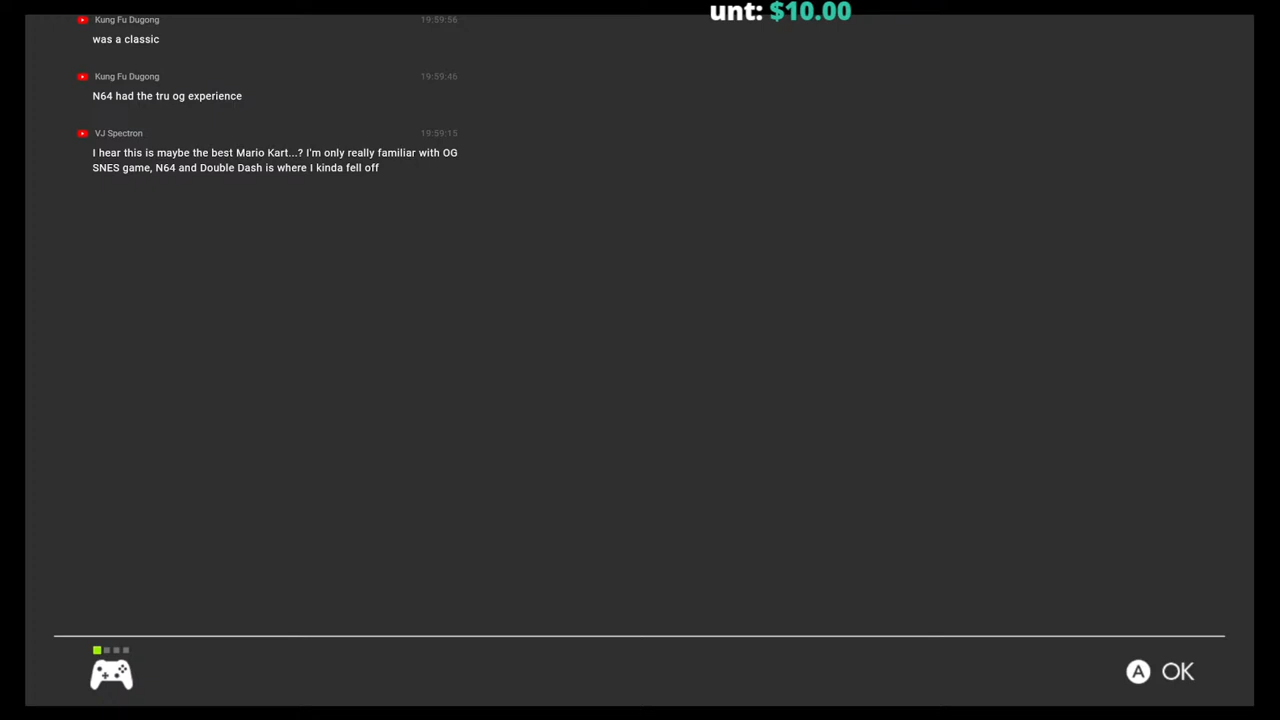 unt: $10.00
Kung Fu Dugong 19:59:56
was a classic
Kung Fu Dugong 19:59:46
N64 had the tru og experience
VJ Spectron 19:59:15
I hear this is maybe the best Mario Kart...? I'm only really familiar with OG
SNES game, N64 and Double Dash is where I kinda fell off
A OK